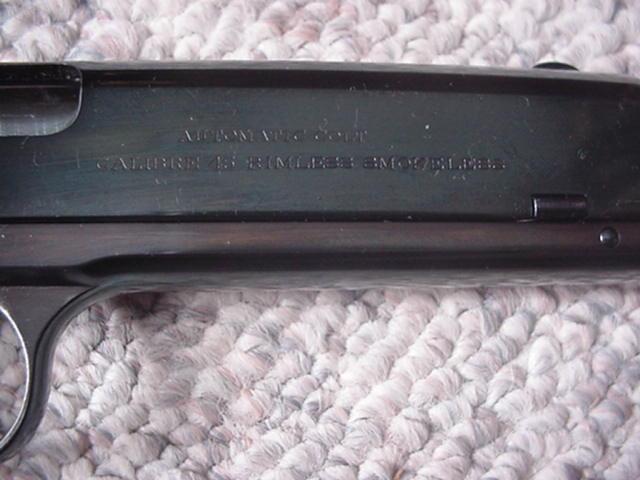 AUTOMATIC COLT
CALIBRE 45 RIMLESS SMOKELESS